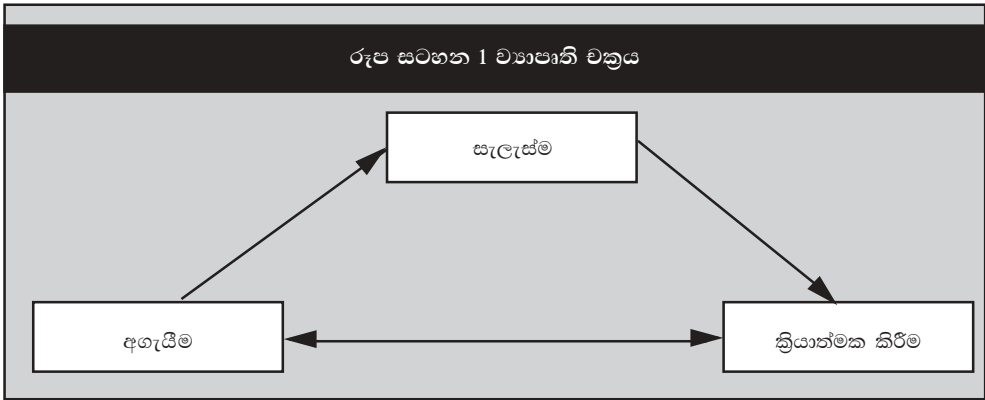 රූප සටහන 1 ව්‍යාපෘති චක්‍රය
සැලැස්ම
අගැයීම
ක්‍රියාත්මක කිරීම